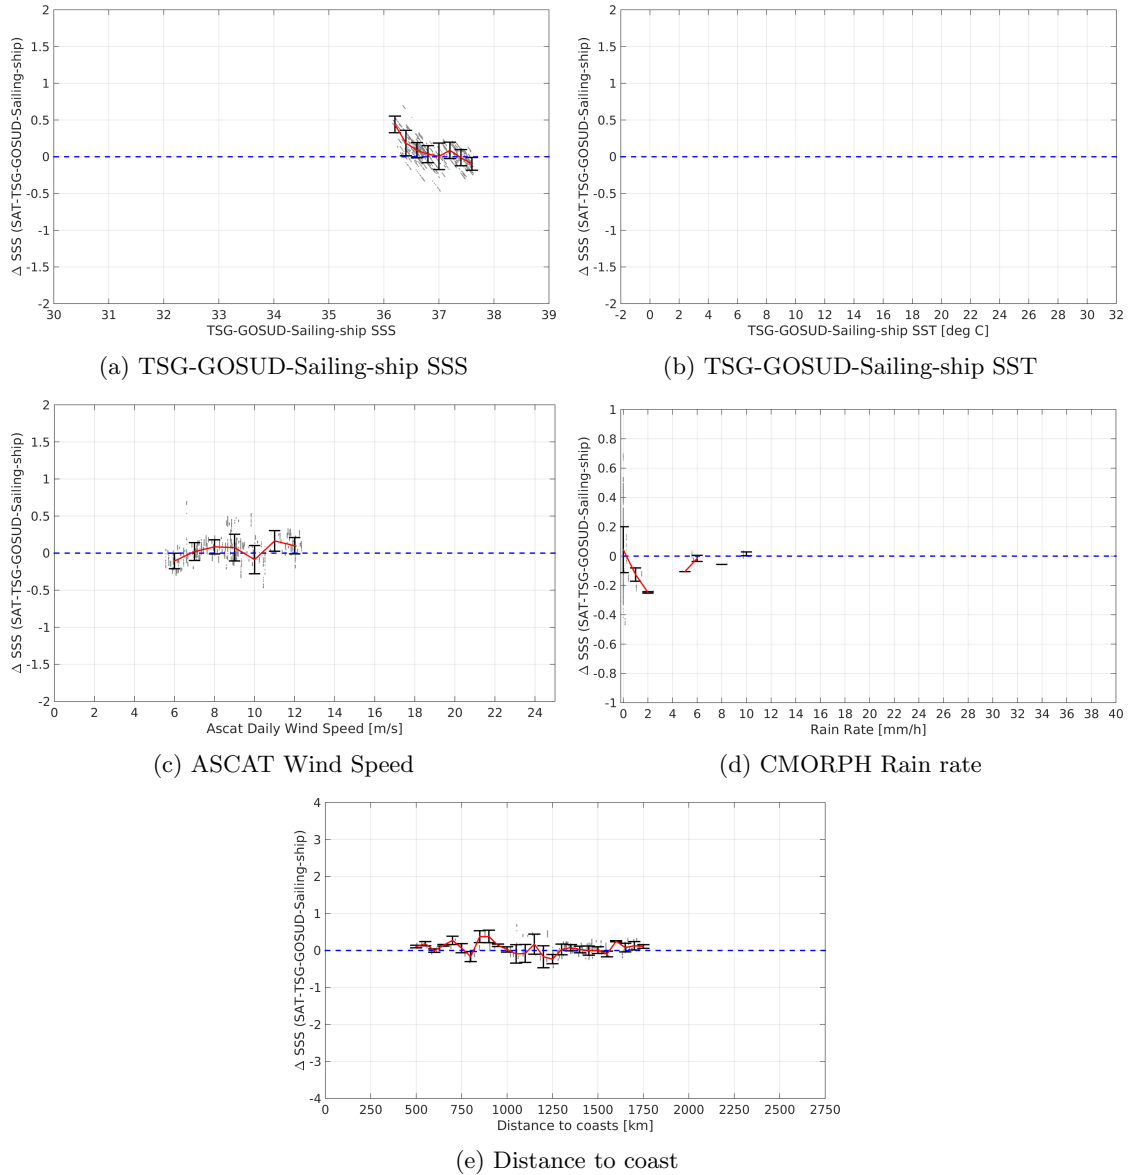 2
1.5
1
0.5
0
-0.5
-1
-1.5
-2
Δ SSS (SAT-TSG-GOSUD-Sailing-ship)
30 31 32 33 34 35 36 37 38 39
TSG-GOSUD-Sailing-ship SSS
(a) TSG-GOSUD-Sailing-ship SSS
2
1.5
1
0.5
0
-0.5
-1
-1.5
-2
Δ SSS (SAT-TSG-GOSUD-Sailing-ship)
-2 0 2 4 6 8 10 12 14 16 18 20 22 24 26 28 30 32
TSG-GOSUD-Sailing-ship SST [deg C]
(b) TSG-GOSUD-Sailing-ship SST
2
1.5
1
0.5
0
-0.5
-1
-1.5
-2
Δ SSS (SAT-TSG-GOSUD-Sailing-ship)
0 2 4 6 8 10 12 14 16 18 20 22 24
Ascat Daily Wind Speed [m/s]
(c) ASCAT Wind Speed
1
0.8
0.6
0.4
0.2
0
-0.2
-0.4
-0.6
-0.8
-1
Δ SSS (SAT-TSG-GOSUD-Sailing-ship)
0 2 4 6 8 10 12 14 16 18 20 22 24 26 28 30 32 34 36 38 40
Rain Rate [mm/h]
(d) CMORPH Rain rate
4
3
2
1
0
-1
-2
-3
-4
Δ SSS (SAT-TSG-GOSUD-Sailing-ship)
0 250 500 750 1000 1250 1500 1750 2000 2250 2500 2750
Distance to coasts [km]
(e) Distance to coast